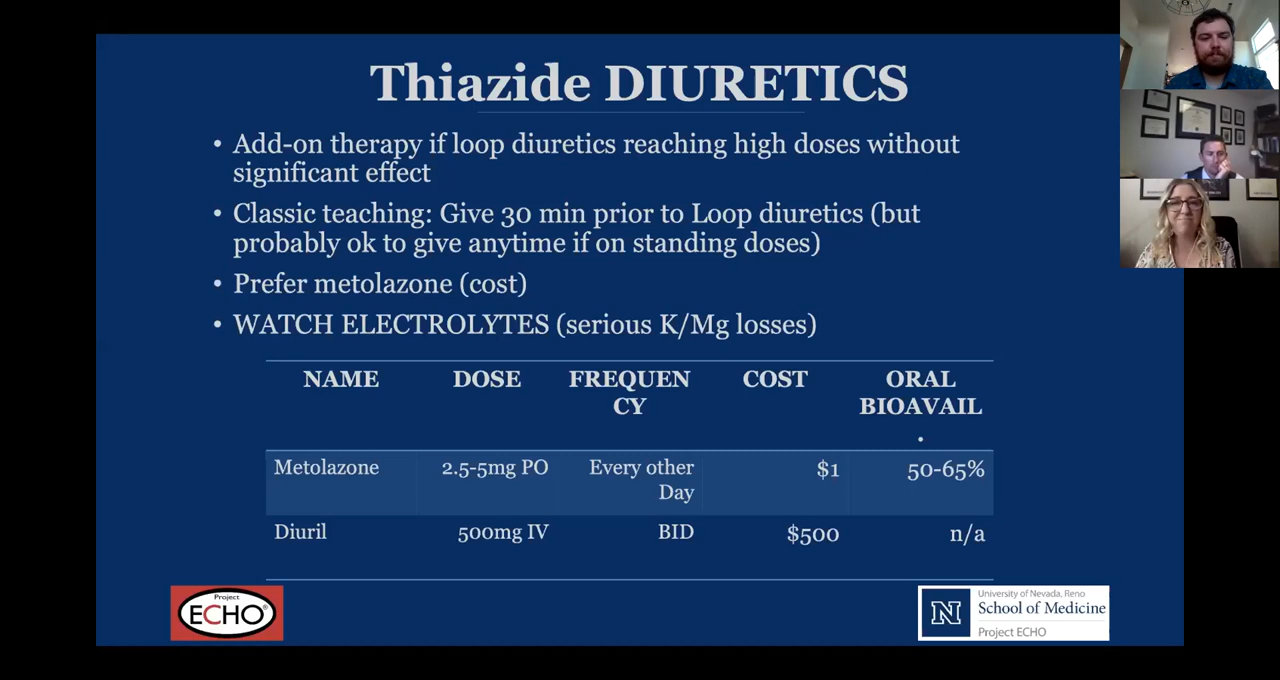 Thiazide DIURETICS
• Add-on therapy if loop diuretics reaching high doses without
significant effect
• Classic teaching: Give 30 min prior to Loop diuretics (but
probably ok to give anytime if on standing doses)
• Prefer metolazone (cost)
• WATCH ELECTROLYTES (serious K/Mg losses)
NAME DOSE FREQUEN COST ORAL
CY BIOAVAIL
.
Metolazone 2.5-5mg PO Every other $1 50-65%
Day
Diuril 500mg IV BID $500 n/a
Project
ECHO®
N
University of Nevada, Reno
School of Medicine
Project ECHO